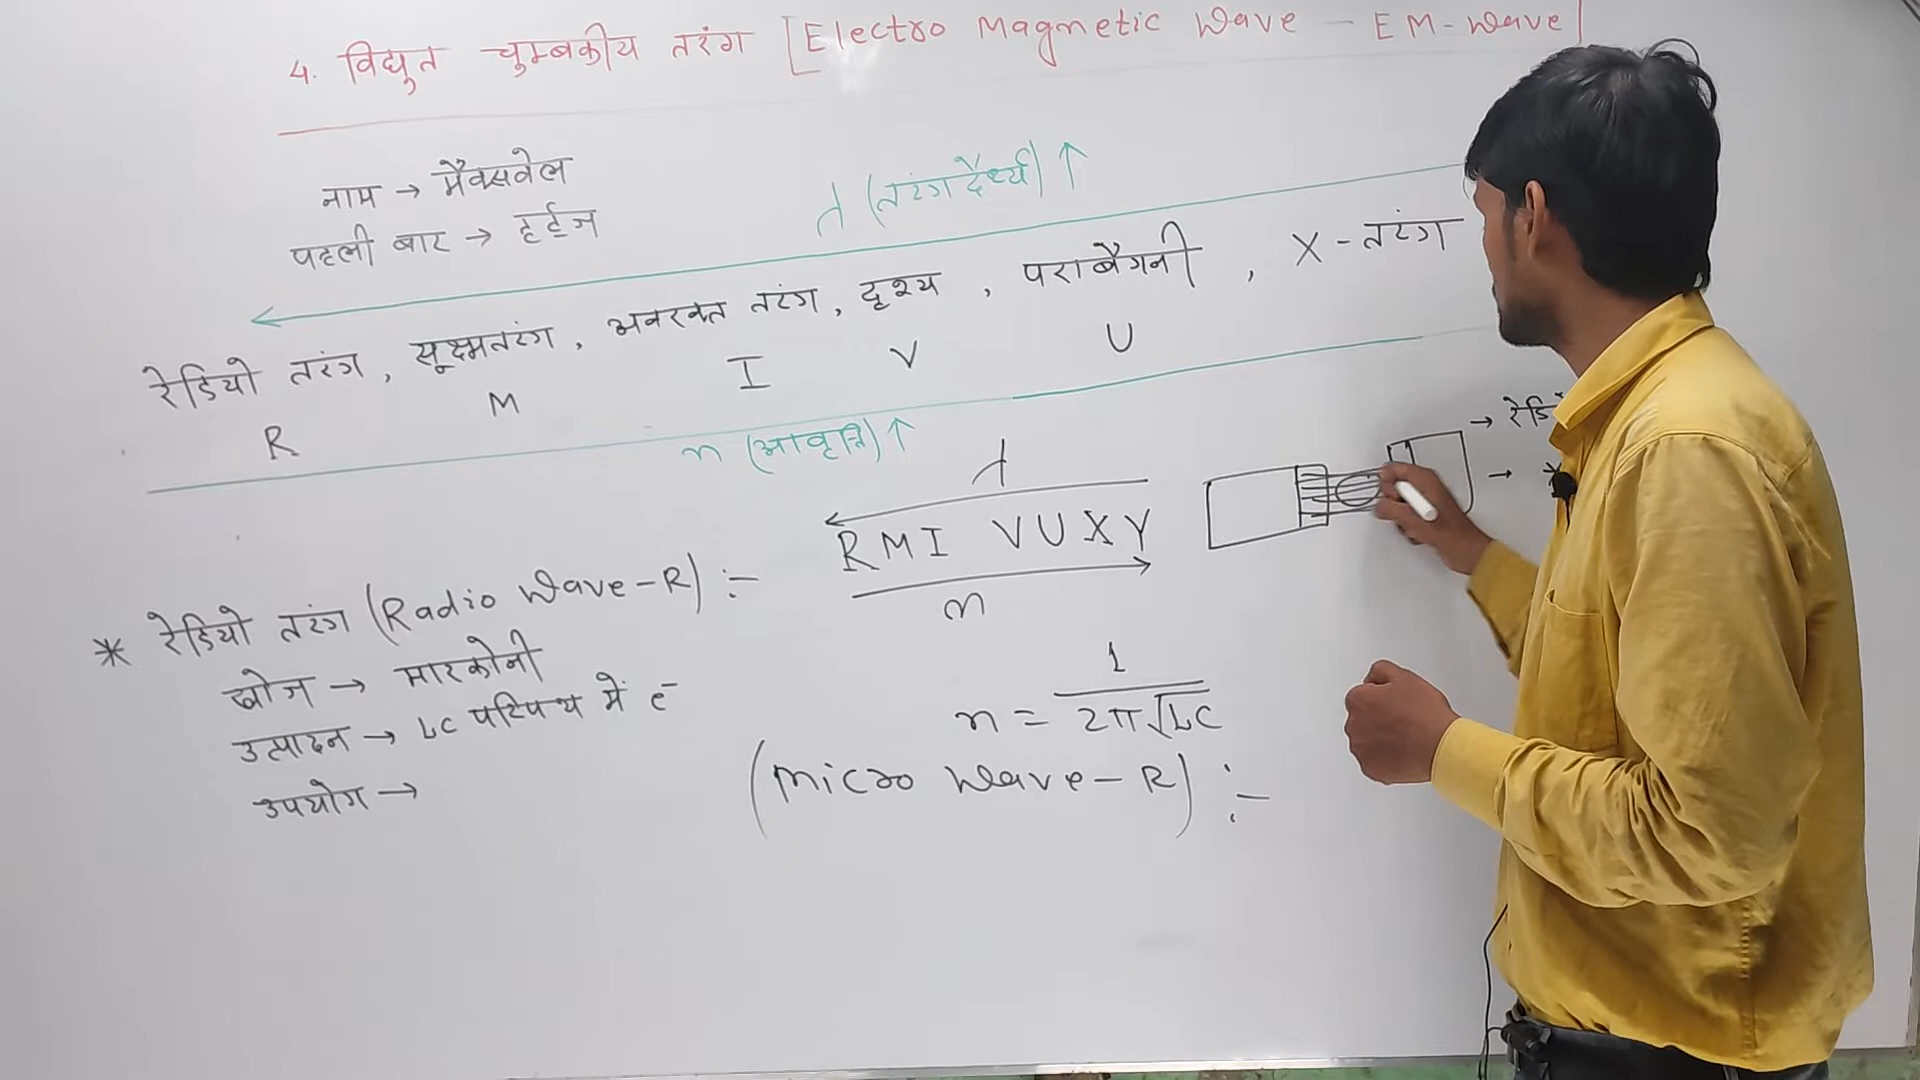 4. विद्युत चुम्बकीय तरंग [Electro Magnetic Wave - EM-Wave]
नाम → मैक्सवेल
पहली बार → हर्ट्ज
λ (तरंगदैर्ध्य) ↑
रेडियो तरंग, सूक्ष्मतरंग, अवरक्त तरंग, दृश्य, पराबैगनी, X-तरंग
R M I V U
n (आवृत्ति) ↑
→ रेडि
→
λ
R M I V U X Y
n
* रेडियो तरंग (Radio Wave-R) :-
खोज → मारकोनी
उत्पादन → LC परिपथ में e-
n = 1/2π√LC
उपयोग →
(Micro Wave-R) :-